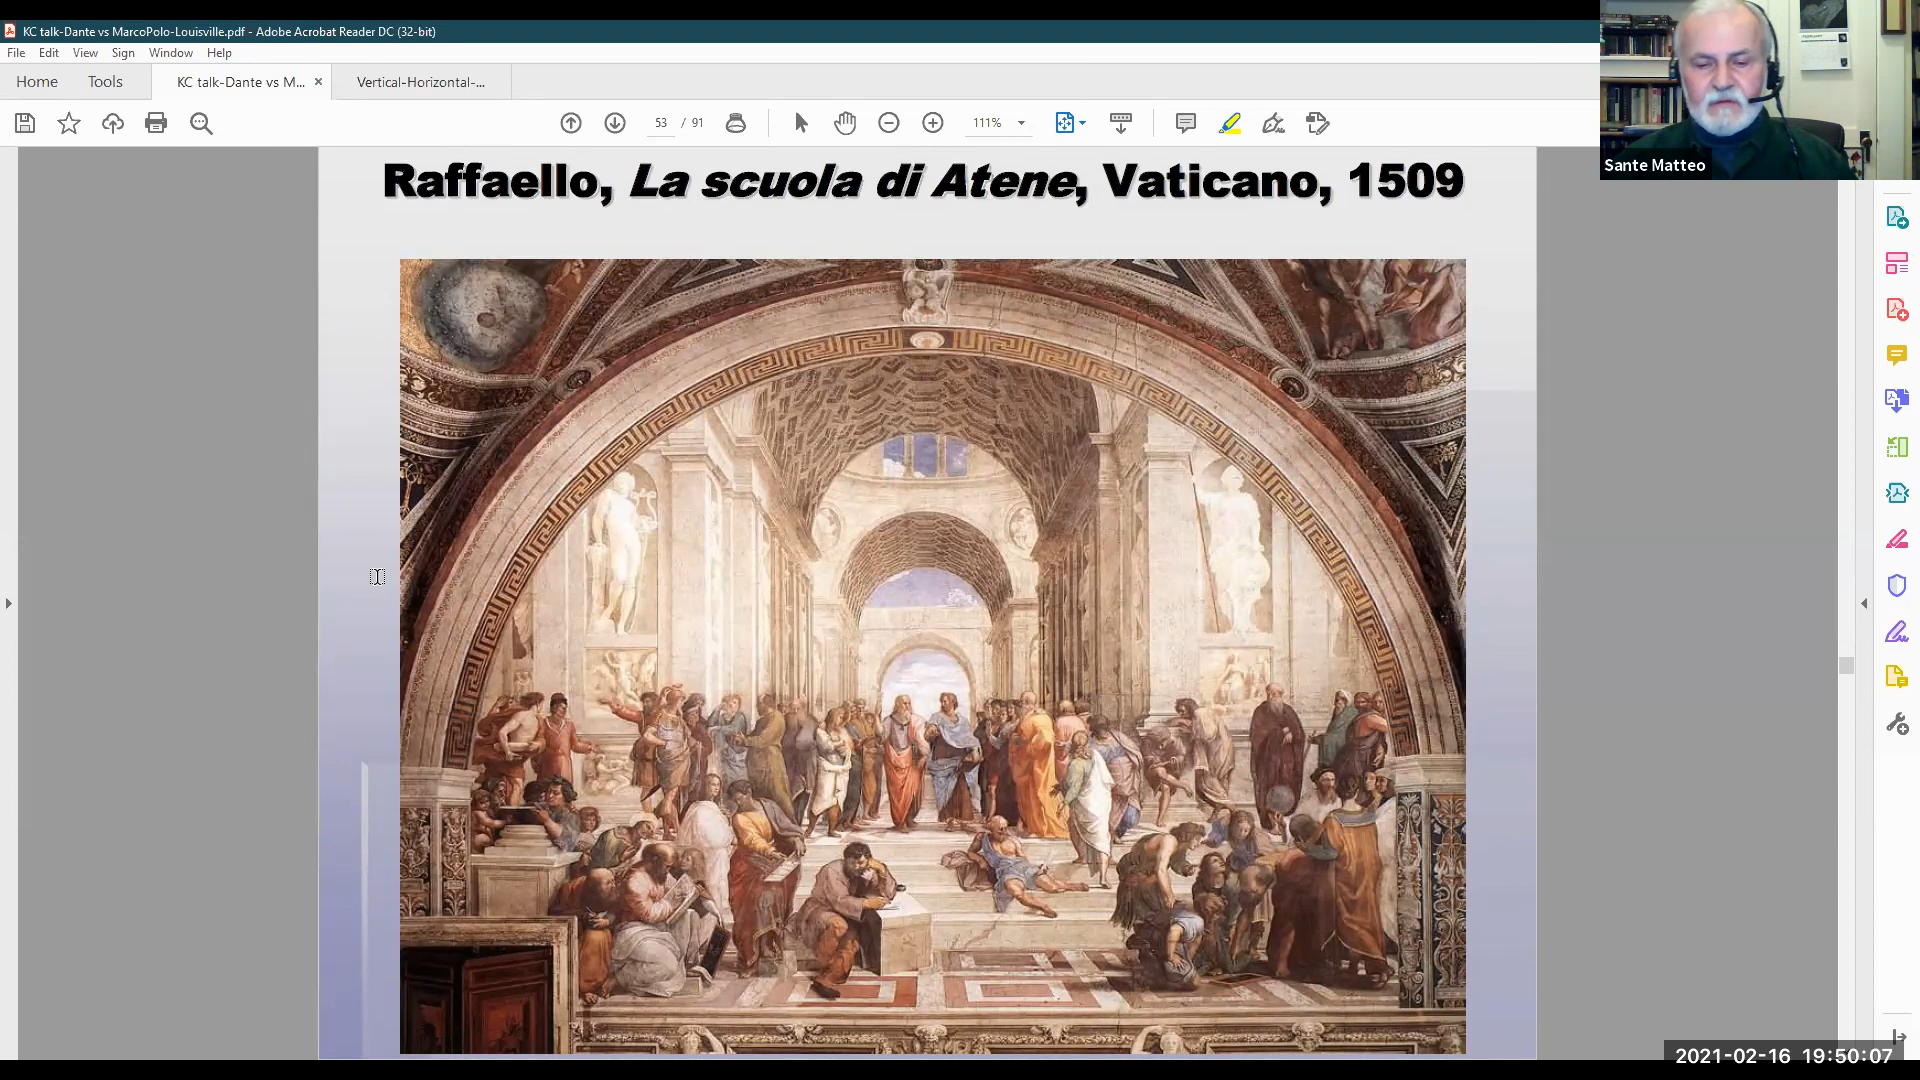 KC talk-Dante vs MarcoPolo-Louisville.pdf - Adobe Acrobat Reader DC (32-bit)
File Edit View Sign Window Help
Home Tools KC talk-Dante vs M... × Vertical-Horizontal-...
53 / 91 111%
Sante Matteo
Raffaello, La scuola di Atene, Vaticano, 1509
2021-02-16 19:50:07